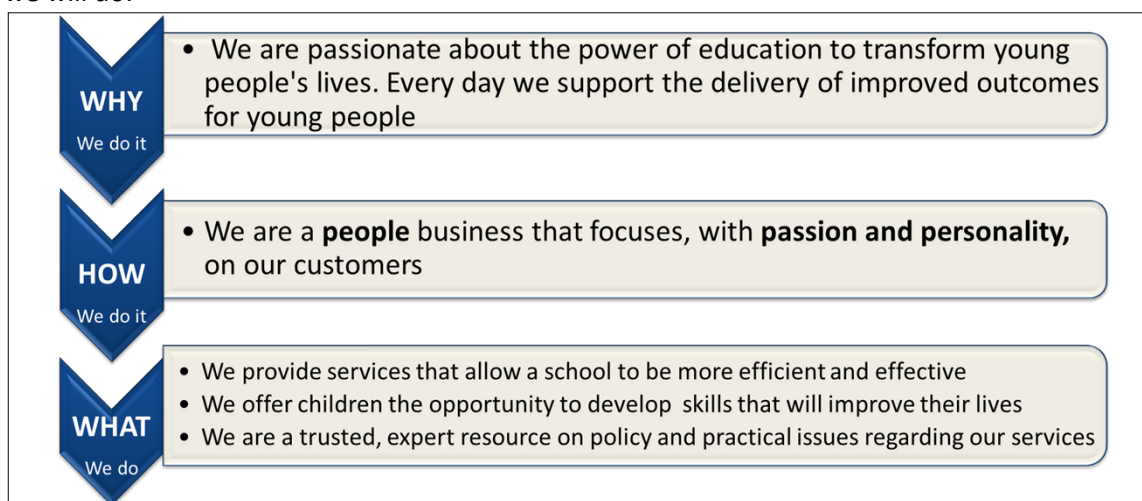 WHY
We do it
• We are passionate about the power of education to transform young
people's lives. Every day we support the delivery of improved outcomes
for young people
HOW
We do it
• We are a people business that focuses, with passion and personality,
on our customers
WHAT
We do
• We provide services that allow a school to be more efficient and effective
• We offer children the opportunity to develop skills that will improve their lives
• We are a trusted, expert resource on policy and practical issues regarding our services